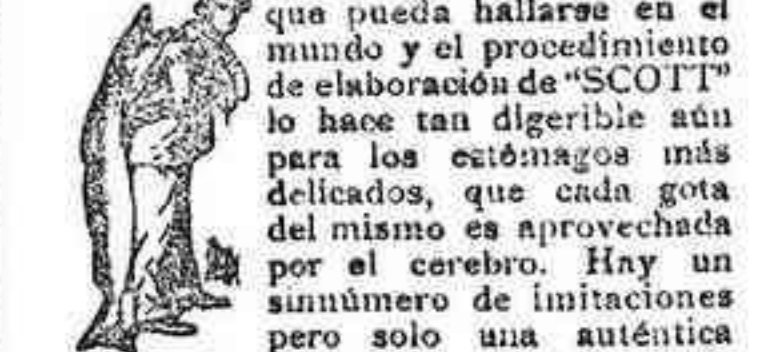 que pueda hallarse en el
mundo y el procedimiento
de elaboración de "SCOTT"
lo hace tan digerible aún
para los estómagos más
delicados, que cada gota
del mismo es aprovechada
por el cerebro. Hay un
sinnúmero de imitaciones
pero solo una auténtica